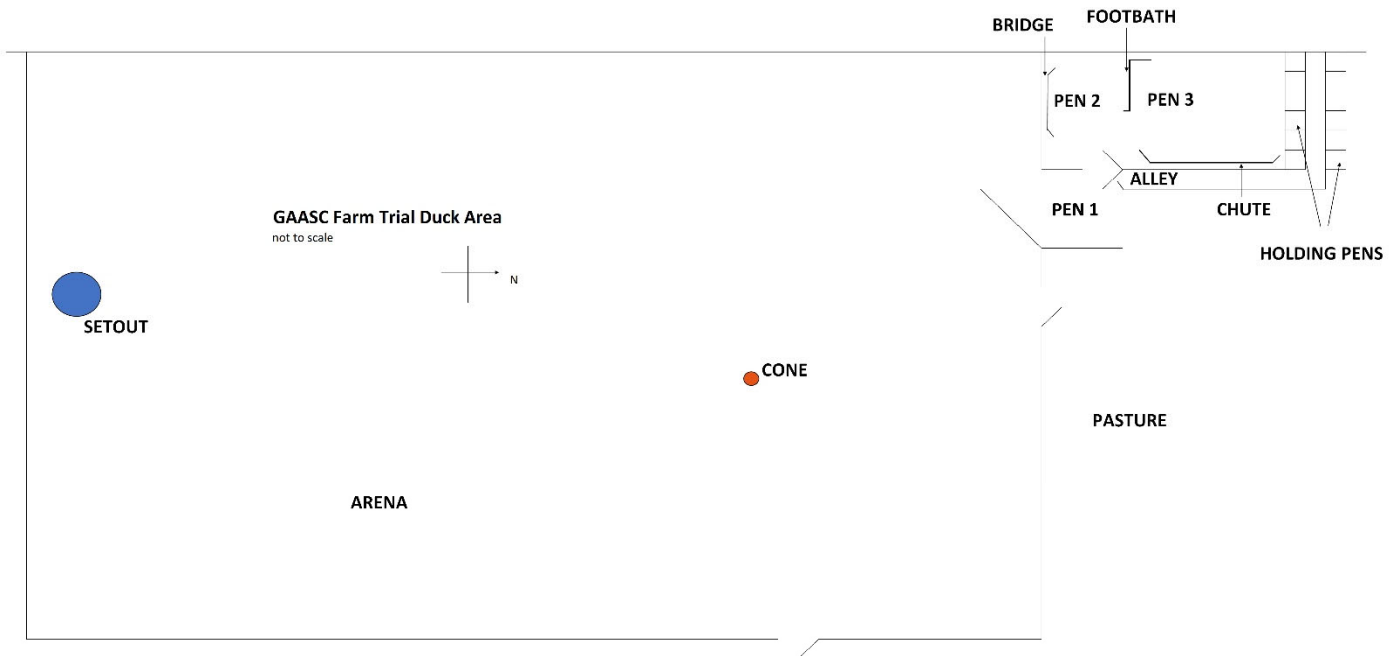 FOOTBATH
BRIDGE
PEN 2
PEN 3
ALLEY
PEN 1
CHUTE
GAASC Farm Trial Duck Area
not to scale
HOLDING PENS
N
SETOUT
CONE
PASTURE
ARENA